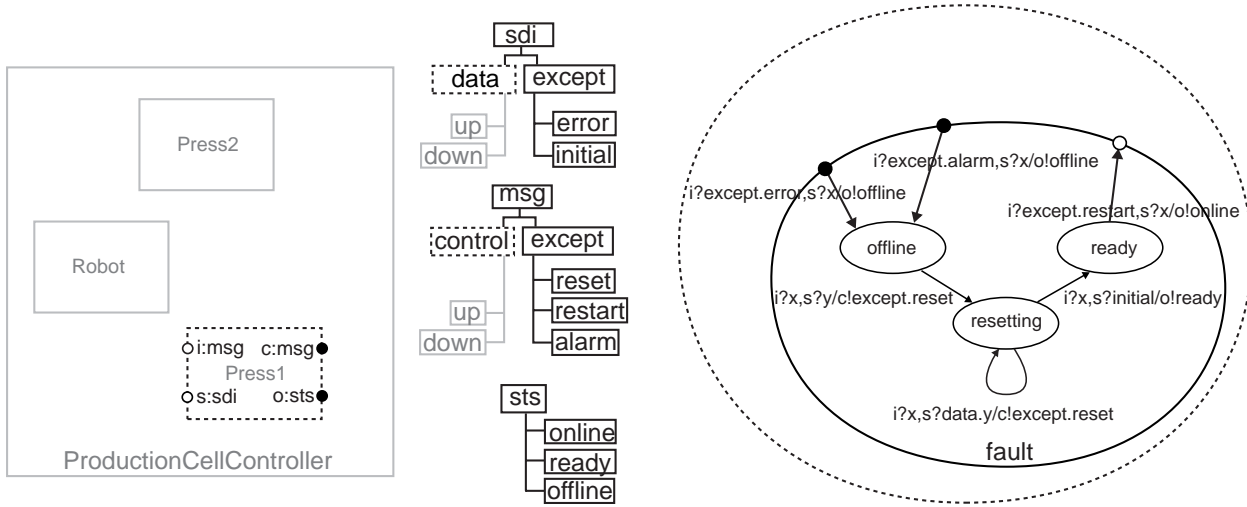 Press2
Robot
i:msg c:msg
Press1
s:sdi o:sts
ProductionCellController
sdi
data except
up error
down initial
msg
control except
reset
up restart
down alarm
sts
online
ready
offline
i?except.alarm,s?x/o!offline
i?except.error,s?x/o!offline
i?except.restart,s?x/o!online
offline ready
i?x,s?y/c!except.reset i?x,s?initial/o!ready
resetting
i?x,s?data.y/c!except.reset
fault